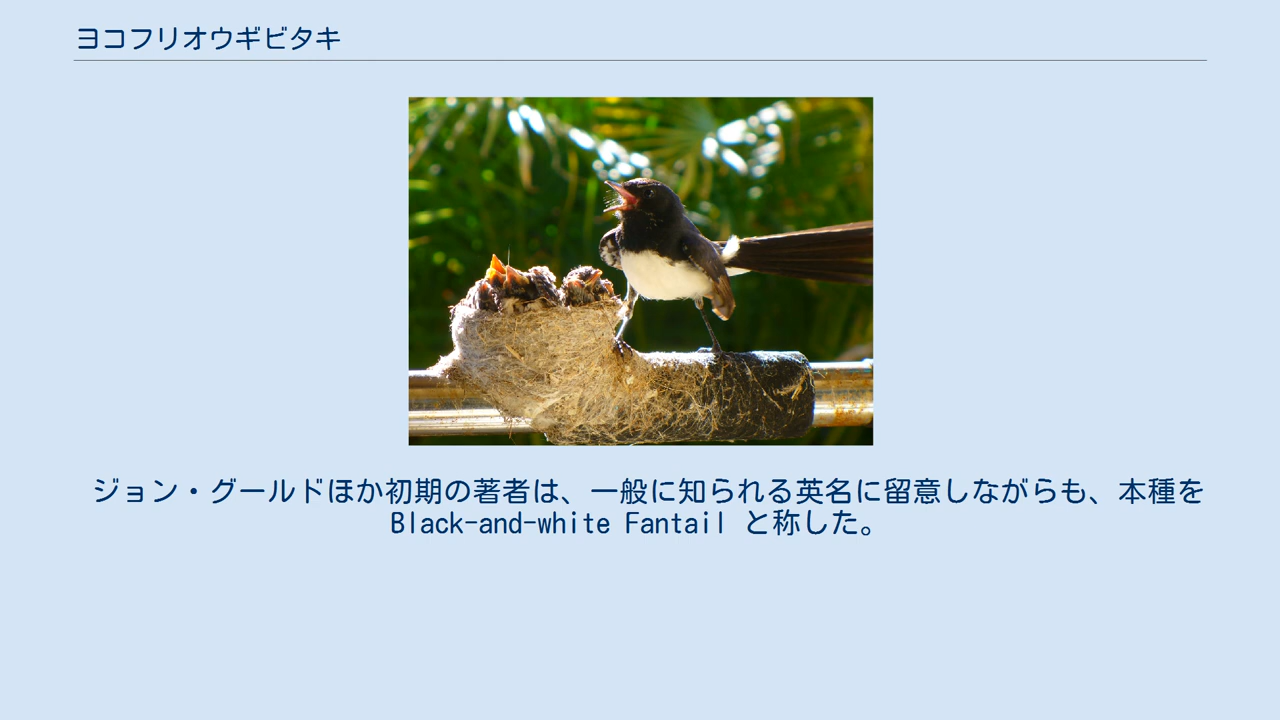 ヨコフリオウギビタキ
ジョン・グールドほか初期の著者は、一般に知られる英名に留意しながらも、本種を
Black-and-white Fantail と称した。